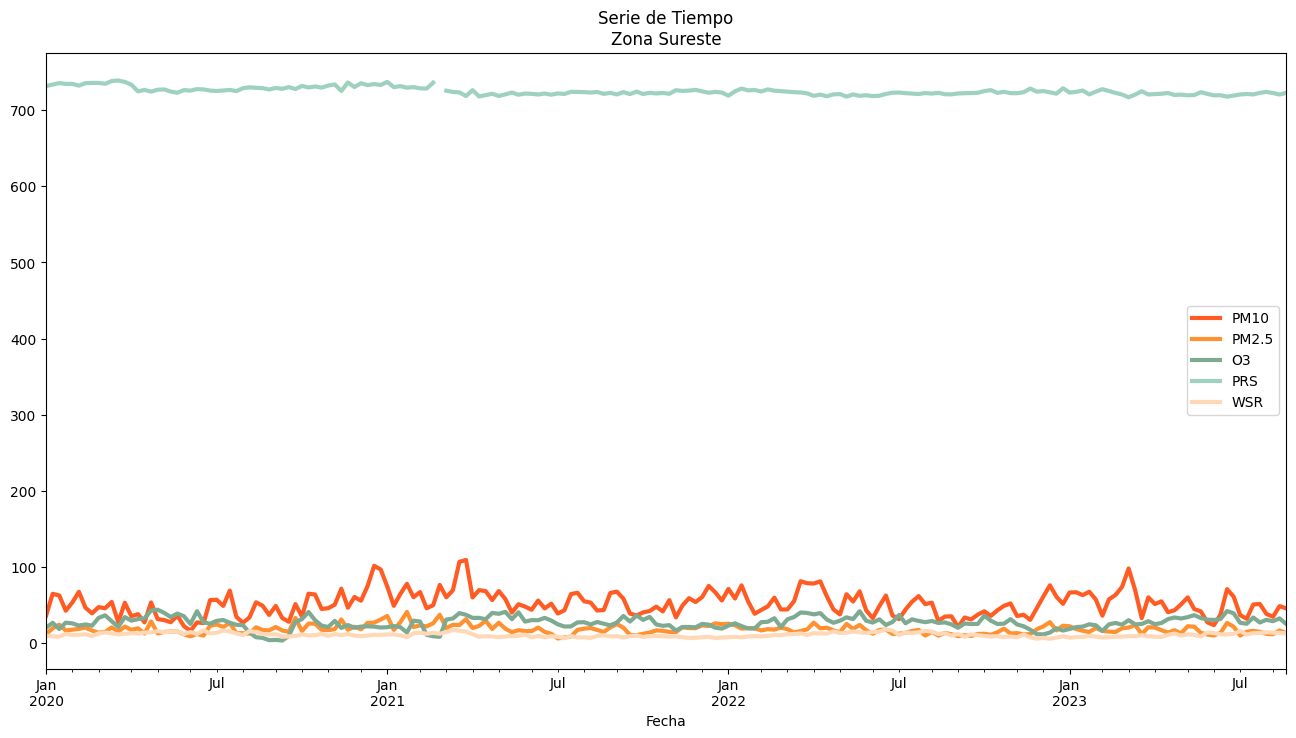 Serie de Tiempo
Zona Sureste
700
600
500
400
300
200
100
0
PM10
PM2.5
O3
PRS
WSR
Jan Jul Jan Jul Jan Jul Jan Jul
2020 2021 2022 2023
Fecha